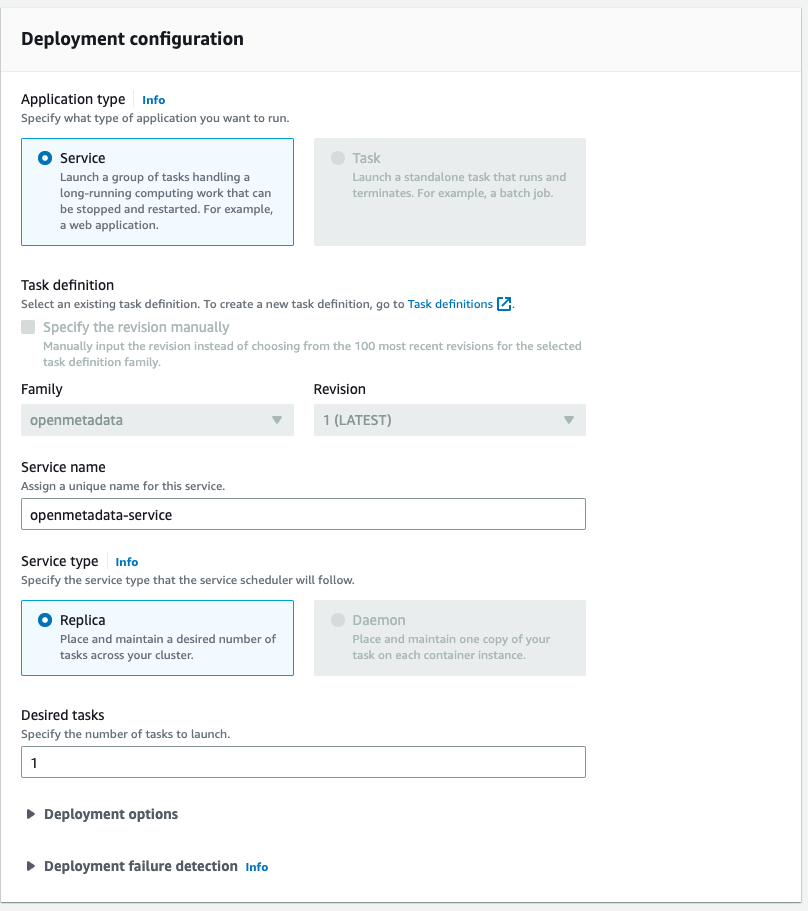 Deployment configuration
Application type
Info
Specify what type of application you want to run.
Service
Launch a group of tasks handling a
long-running computing work that can
be stopped and restarted. For example,
a web application.
Task
Launch a standalone task that runs and
terminates. For example, a batch job.
Task definition
Select an existing task definition. To create a new task definition, go to Task definitions.
Specify the revision manually
Manually input the revision instead of choosing from the 100 most recent revisions for the selected
task definition family.
Family
Revision
openmetadata
1 (LATEST)
Service name
Assign a unique name for this service.
openmetadata-service
Service type
Info
Specify the service type that the service scheduler will follow.
Replica
Place and maintain a desired number of
tasks across your cluster.
Daemon
Place and maintain one copy of your
task on each container instance.
Desired tasks
Specify the number of tasks to launch.
1
Deployment options
Deployment failure detection
Info